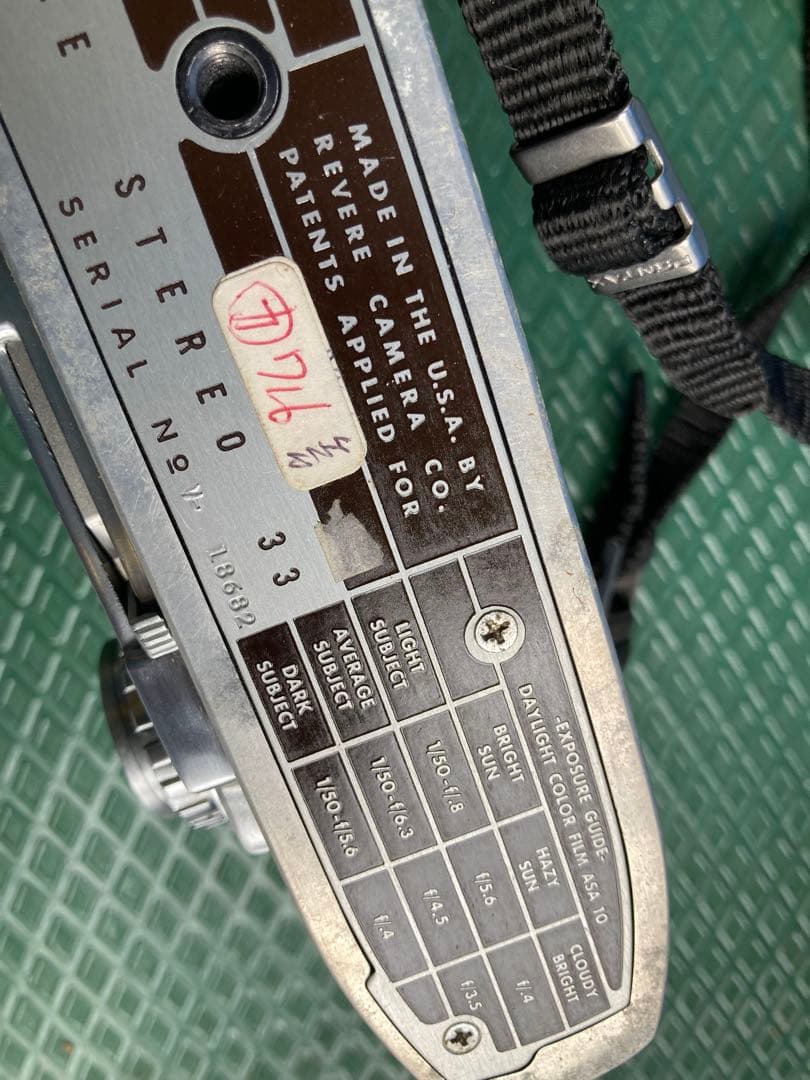 E
STEREO 33
SERIAL No V- 18682
MADE IN THE U.S.A. BY
REVERE CAMERA CO.
PATENTS APPLIED FOR
PENTAX
-EXPOSURE GUIDE-
DAYLIGHT COLOR FILM ASA 10
BRIGHT SUN HAZY SUN CLOUDY BRIGHT
LIGHT SUBJECT 1/50-f/.8 f/5.6 f/.4
AVERAGE SUBJECT 1/50-f/6.3 f/4.5 f/3.5
DARK SUBJECT 1/50-f/5.6 f/.4